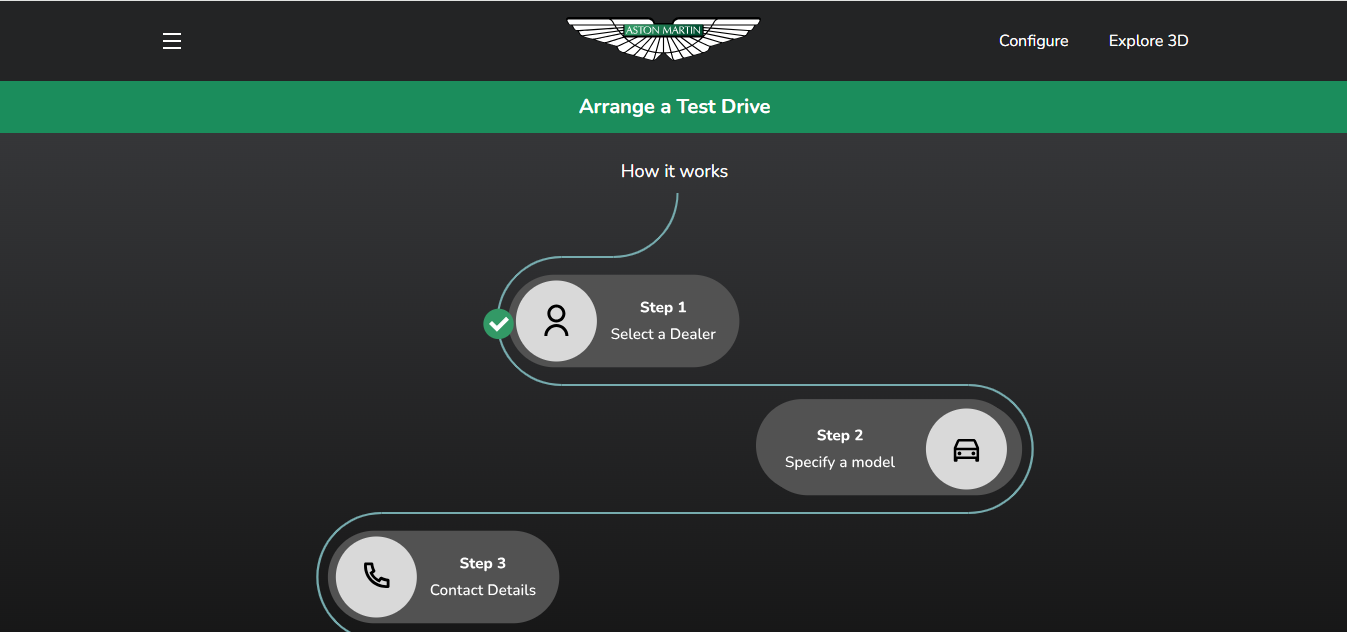 ASTON MARTIN
Configure
Explore 3D
Arrange a Test Drive
How it works
Step 1
Select a Dealer
Step 2
Specify a model
Step 3
Contact Details